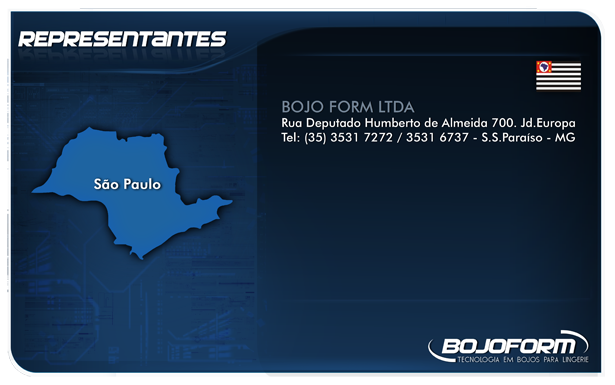 REPRESENTANTES
BOJO FORM LTDA
Rua Deputado Humberto de Almeida 700. Jd.Europa
Tel: (35) 3531 7272 / 3531 6737 - S.S.Paraíso - MG
São Paulo
BOJOFORM
TECNOLOGIA EM BOJOS PARA LINGERIE